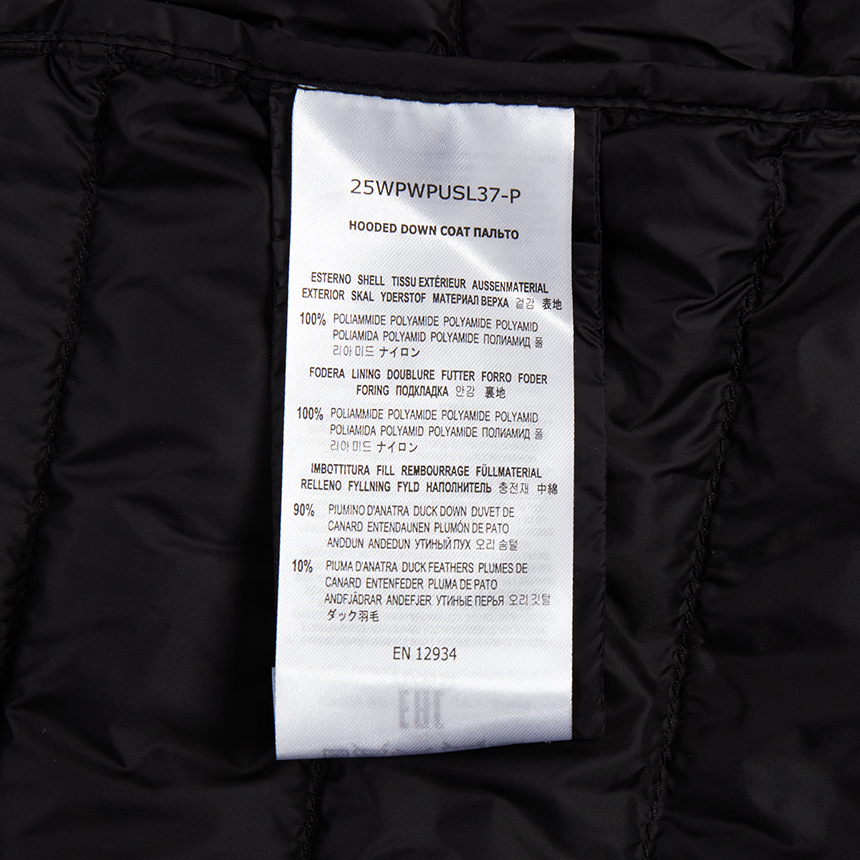 25WPWPUSL37-P
HOODED DOWN COAT ПАЛЬТО
ESTERNO SHELL TISSU EXTÉRIEUR AUSSENMATERIAL
EXTERIOR SKAL YDERSTOF МАТЕРИАЛ ВЕРХА 겉감 表地
100% POLIAMMIDE POLYAMIDE POLYAMIDE POLYAMID
POLIAMIDA POLYAMID POLYAMIDE ПОЛИАМИД 폴
리아미드 ナイロン
FODERA LINING DOUBLURE FUTTER FORRO FODER
FORING ПОДКЛАДКА 안감 裏地
100% POLIAMMIDE POLYAMIDE POLYAMIDE POLYAMID
POLIAMIDA POLYAMID POLYAMIDE ПОЛИАМИД 폴
리아미드 ナイロン
IMBOTTITURA FILL REMBOURRAGE FÜLLMATERIAL
RELLENO FYLLNING FYLD НАПОЛНИТЕЛЬ 충전재 中綿
90% PIUMINO D'ANATRA DUCK DOWN DUVET DE
CANARD ENTENDAUNEN PLUMÓN DE PATO
ANDDUN ANDEDUN УТИНЫЙ ПУХ 오리 솜털
10% PIUMA D'ANATRA DUCK FEATHERS PLUMES DE
CANARD ENTENFEDER PLUMA DE PATO
ANDFJÄDRAR ANDEFJER УТИНЫЕ ПЕРЬЯ 오리 깃털
ダック羽毛
EN 12934